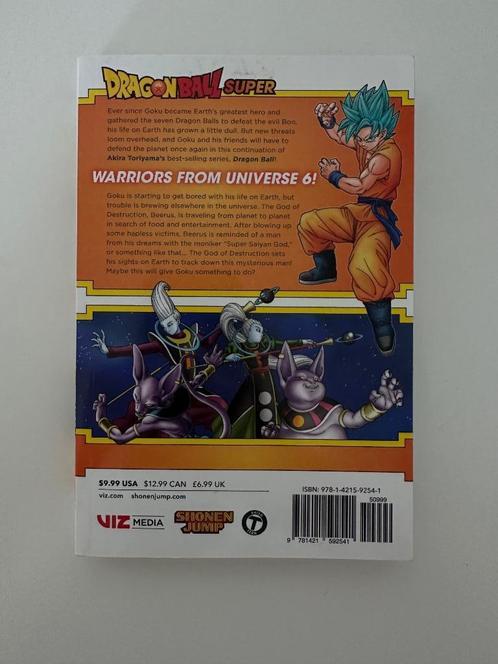 DRAGON BALL SUPER
Ever since Goku became Earth's greatest hero and
gathered the seven Dragon Balls to defeat the evil Boo,
his life on Earth has grown a little dull. But new threats
loom overhead, and Goku and his friends will have to
defend the planet once again in this continuation of
Akira Toriyama's best-selling series, Dragon Ball!
WARRIORS FROM UNIVERSE 6!
Goku is starting to get bored with his life on Earth, but
trouble is brewing elsewhere in the universe. The God of
Destruction, Beerus, is traveling from planet to planet
in search of food and entertainment. After blowing up
some hapless victims, Beerus is reminded of a man
from his dreams with the moniker "Super Saiyan God,"
or something like that... The God of Destruction sets
his sights on Earth to track down this mysterious man!
Maybe this will give Goku something to do?
$9.99 USA $12.99 CAN £6.99 UK
viz.com shonenjump.com
VIZ MEDIA
SHONEN JUMP
T
ISBN: 978-1-4215-9254-1
50999
9 781421 592541